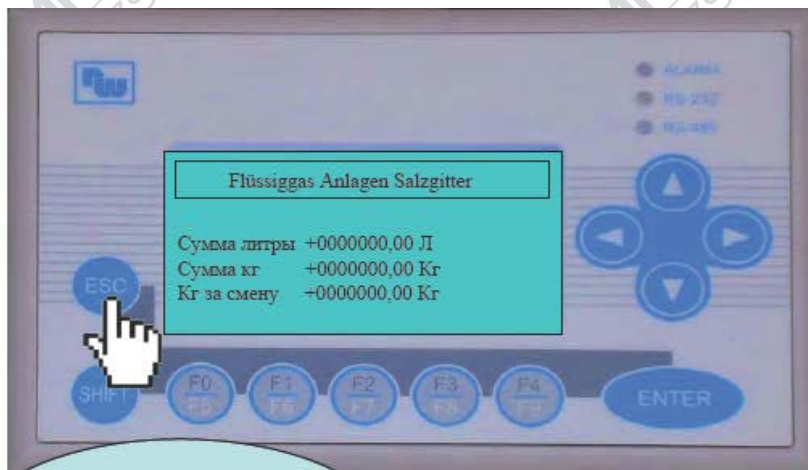 ALARM
RS-232
RS-485
Flüssiggas Anlagen Salzgitter
Сумма литры +0000000,00 Л
Сумма кг +0000000,00 Кг
Кг за смену +0000000,00 Кг
ESC
SHIFT
F0 F1 F2 F3 F4
F5 F6 F7 F8 F9
ENTER